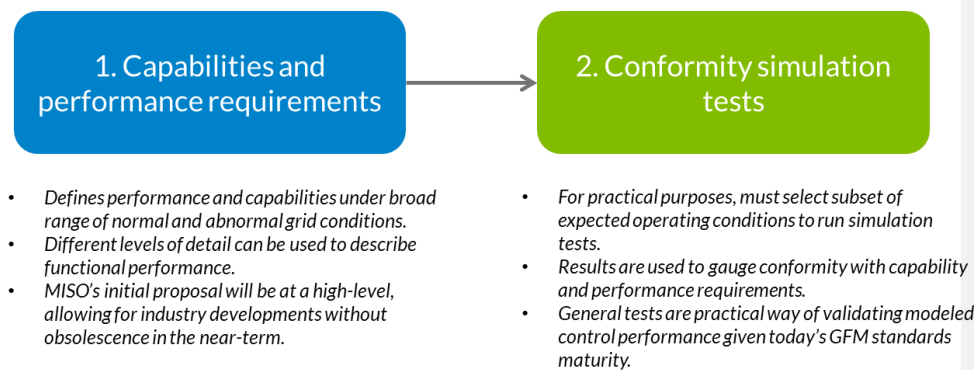 1. Capabilities and
performance requirements
2. Conformity simulation
tests
• Defines performance and capabilities under broad
range of normal and abnormal grid conditions.
• Different levels of detail can be used to describe
functional performance.
• MISO's initial proposal will be at a high-level,
allowing for industry developments without
obsolescence in the near-term.
• For practical purposes, must select subset of
expected operating conditions to run simulation
tests.
• Results are used to gauge conformity with capability
and performance requirements.
• General tests are practical way of validating modeled
control performance given today's GFM standards
maturity.